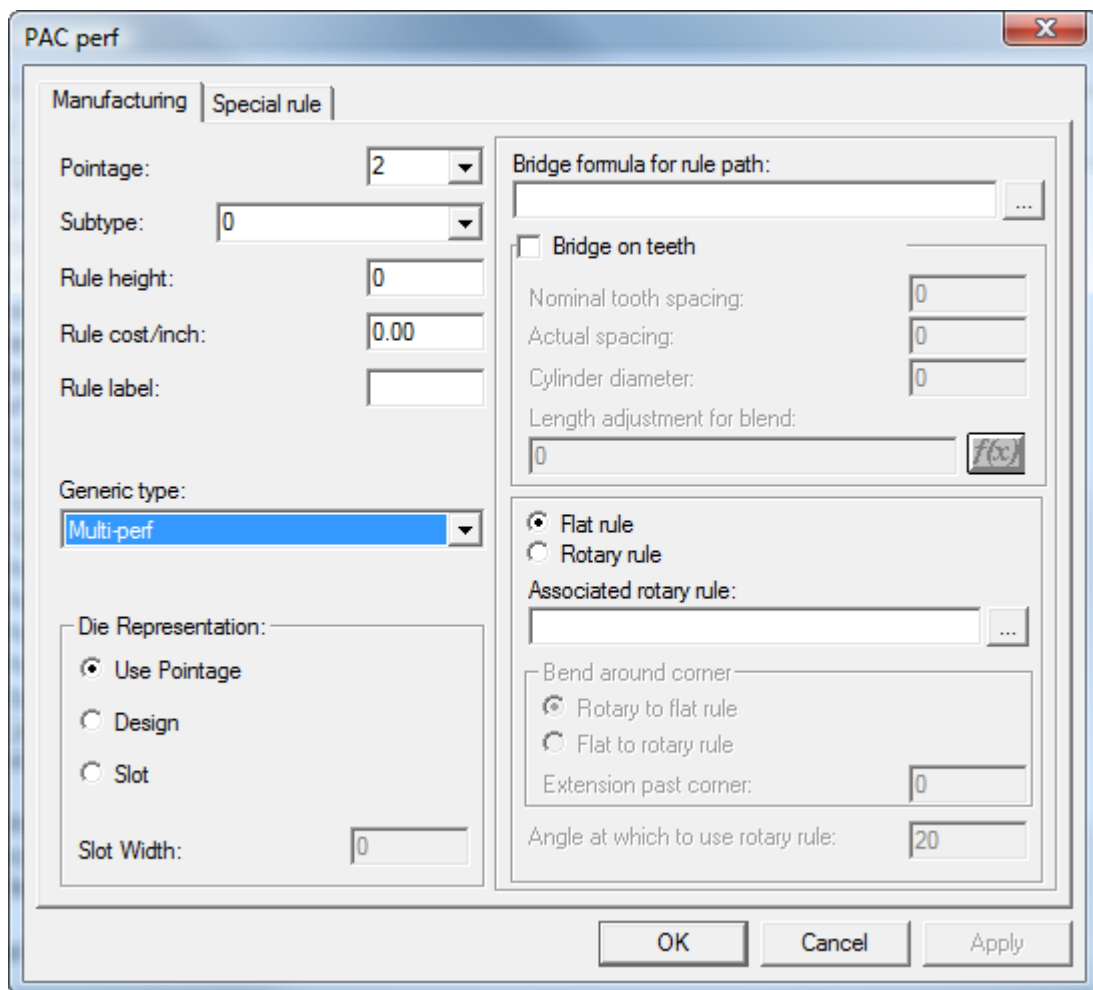 PAC perf
X
Manufacturing
Special rule
Pointage: 2
Subtype: 0
Rule height: 0
Rule cost/inch: 0.00
Rule label:
Generic type:
Multi-perf
Die Representation:
Use Pointage
Design
Slot
Slot Width: 0
Bridge formula for rule path:
...
Bridge on teeth
Nominal tooth spacing: 0
Actual spacing: 0
Cylinder diameter: 0
Length adjustment for blend:
0 f(x)
Flat rule
Rotary rule
Associated rotary rule:
...
Bend around corner
Rotary to flat rule
Flat to rotary rule
Extension past corner: 0
Angle at which to use rotary rule: 20
OK
Cancel
Apply